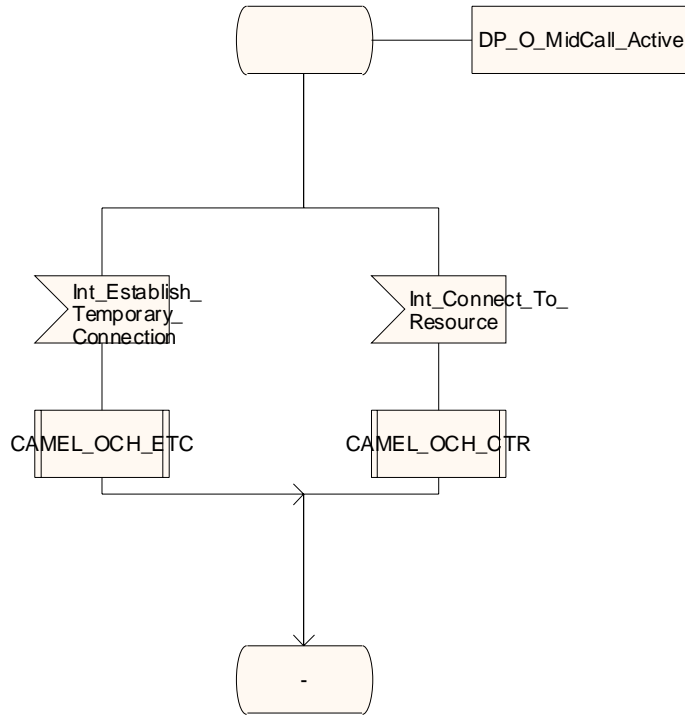 DP_O_MidCall_Active
Int_Establish_
Temporary_
Connection
Int_Connect_To_
Resource
CAMEL_OCH_ETC
CAMEL_OCH_CTR
-